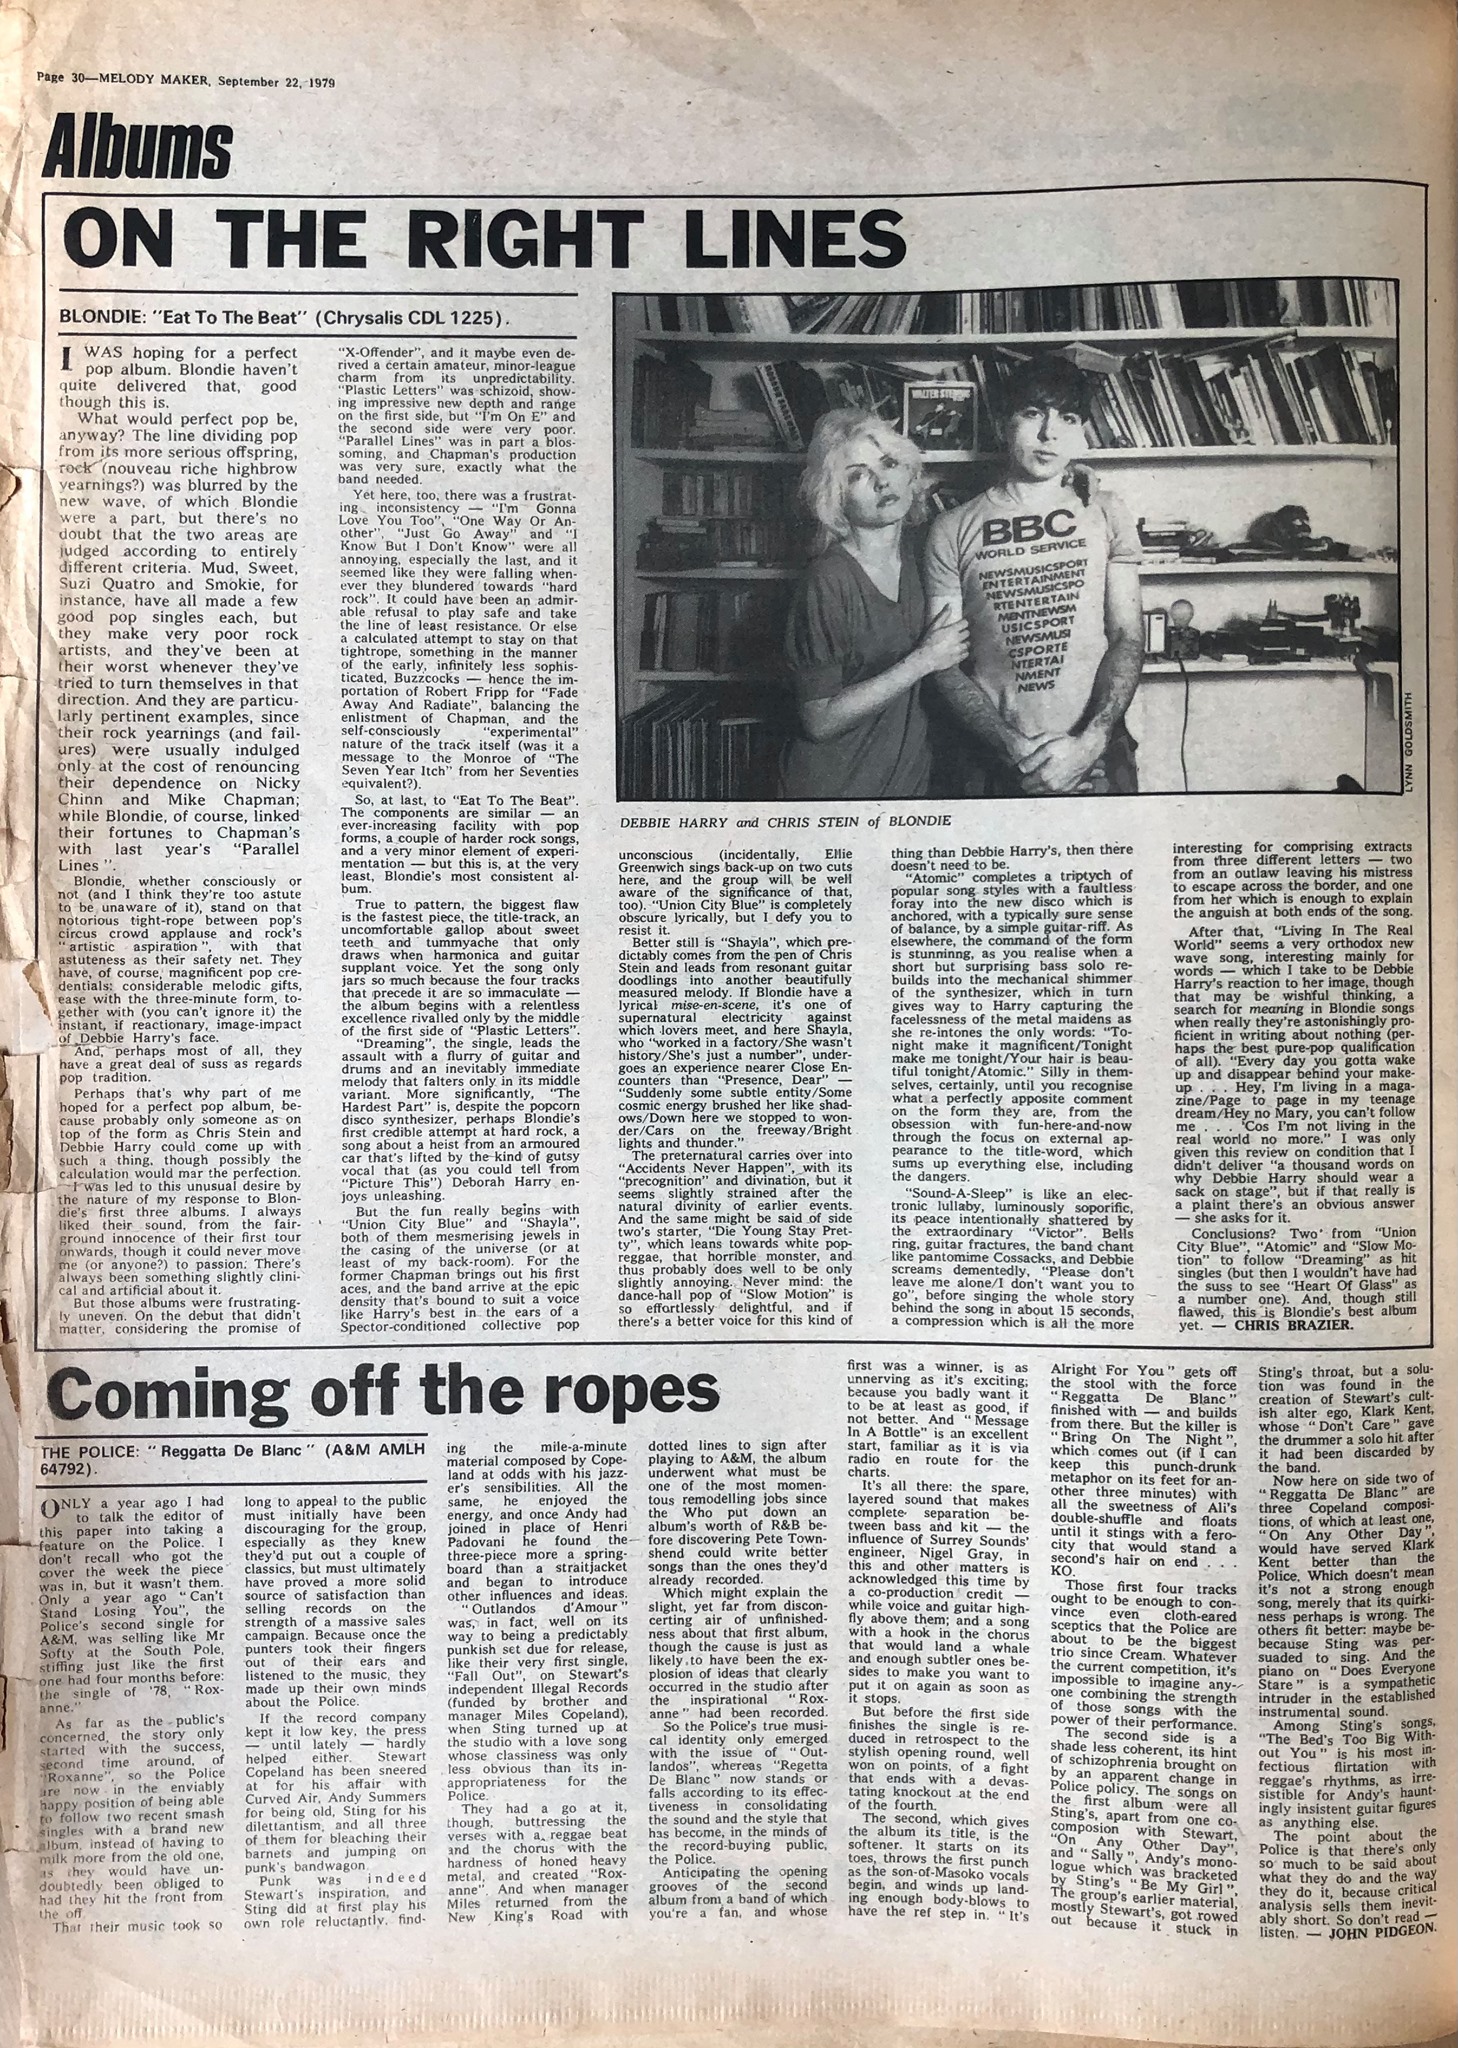 Page 30—MELODY MAKER, September 22, 1979
Albums
ON THE RIGHT LINES
BLONDIE: "Eat To The Beat" (Chrysalis CDL 1225).
I WAS hoping for a perfect
pop album. Blondie haven't
quite delivered that, good
though this is.
What would perfect pop be,
anyway? The line dividing pop
from its more serious offspring,
rock (nouveau riche highbrow
yearnings?) was blurred by the
new wave, of which Blondie
were a part, but there's no
doubt that the two areas are
judged according to entirely
different criteria. Mud, Sweet,
Suzi Quatro and Smokie, for
instance, have all made a few
good pop singles each, but
they make very poor rock
artists, and they've been at
their worst whenever they've
tried to turn themselves in that
direction. And they are particu-
larly pertinent examples, since
their rock yearnings (and fail-
ures) were usually indulged
only at the cost of renouncing
their dependence on Nicky
Chinn and Mike Chapman;
while Blondie, of course, linked
their fortunes to Chapman's
with last year's "Parallel
Lines".
Blondie, whether consciously or
not (and I think they're too astute
to be unaware of it), stand on that
notorious tight-rope between pop's
circus crowd applause and rock's
"artistic aspiration", with that
astuteness as their safety net. They
have, of course, magnificent pop cre-
dentials: considerable melodic gifts,
ease with the three-minute form, to-
gether with (you can't ignore it) the
instant, if reactionary, image-impact
of Debbie Harry's face.
And, perhaps most of all, they
have a great deal of suss as regards
pop tradition.
Perhaps that's why part of me
hoped for a perfect pop album, be-
cause probably only someone as on
top of the form as Chris Stein and
Debbie Harry could come up with
such a thing, though possibly the
calculation would mar the perfection.
I was led to this unusual desire by
the nature of my response to Blon-
die's first three albums. I always
liked their sound, from the fair-
ground innocence of their first tour
onwards, though it could never move
me (or anyone?) to passion. There's
always been something slightly clini-
cal and artificial about it.
But those albums were frustrating-
ly uneven. On the debut that didn't
matter, considering the promise of
"X-Offender", and it maybe even de-
rived a certain amateur, minor-league
charm from its unpredictability.
"Plastic Letters" was schizoid, show-
ing impressive new depth and range
on the first side, but "I'm On E" and
the second side were very poor.
"Parallel Lines" was in part a blos-
soming, and Chapman's production
was very sure, exactly what the
band needed.
Yet here, too, there was a frustrat-
ing inconsistency — "I'm Gonna
Love You Too", "One Way Or An-
other", "Just Go Away" and "I
Know But I Don't Know" were all
annoying, especially the last, and it
seemed like they were falling when-
ever they blundered towards "hard
rock". It could have been an admir-
able refusal to play safe and take
the line of least resistance. Or else
a calculated attempt to stay on that
tightrope, something in the manner
of the early, infinitely less sophis-
ticated, Buzzcocks — hence the im-
portation of Robert Fripp for "Fade
Away And Radiate", balancing the
enlistment of Chapman, and the
self-consciously "experimental"
nature of the track itself (was it a
message to the Monroe of "The
Seven Year Itch" from her Seventies
equivalent?).
So, at last, to "Eat To The Beat".
The components are similar — an
ever-increasing facility with pop
forms, a couple of harder rock songs,
and a very minor element of experi-
mentation — but this is, at the very
least, Blondie's most consistent al-
bum.
True to pattern, the biggest flaw
is the fastest piece, the title-track, an
uncomfortable gallop about sweet
teeth and tummyache that only
draws when harmonica and guitar
supplant voice. Yet the song only
jars so much because the four tracks
that precede it are so immaculate —
the album begins with a relentless
excellence rivalled only by the middle
of the first side of "Plastic Letters".
"Dreaming", the single, leads the
assault with a flurry of guitar and
drums and an inevitably immediate
melody that falters only in its middle
variant. More significantly, "The
Hardest Part" is, despite the popcorn
disco synthesizer, perhaps Blondie's
first credible attempt at hard rock, a
song about a heist from an armoured
car that's lifted by the kind of gutsy
vocal that (as you could tell from
"Picture This") Deborah Harry en-
joys unleashing.
But the fun really begins with
"Union City Blue" and "Shayla",
both of them mesmerising jewels in
the casing of the universe (or at
least of my back-room). For the
former Chapman brings out his first
aces, and the band arrive at the epic
density that's bound to suit a voice
like Harry's best in the ears of a
Spector-conditioned collective pop
WALTER
BBC
WORLD SERVICE
NEWSMUSICSPORT
ENTERTAINMENT
NEWSMUSICSPO
RTENTERTAIN
MENTNEWSM
USICSPORT
NEWSMUSI
CSPORTE
NTERTAI
NMENT
NEWS
LYNN GOLDSMITH
DEBBIE HARRY and CHRIS STEIN of BLONDIE
unconscious (incidentally, Ellie
Greenwich sings back-up on two cuts
here, and the group will be well
aware of the significance of that,
too). "Union City Blue" is completely
obscure lyrically, but I defy you to
resist it.
Better still is "Shayla", which pre-
dictably comes from the pen of Chris
Stein and leads from resonant guitar
doodlings into another beautifully
measured melody. If Blondie have a
lyrical mise-en-scene, it's one of
supernatural electricity against
which lovers meet, and here Shayla,
who "worked in a factory/She wasn't
history/She's just a number", under-
goes an experience nearer Close En-
counters than "Presence, Dear" —
"Suddenly some subtle entity/Some
cosmic energy brushed her like shad-
ows/Down here we stopped to won-
der/Cars on the freeway/Bright
lights and thunder."
The preternatural carries over into
"Accidents Never Happen", with its
"precognition" and divination, but it
seems slightly strained after the
natural divinity of earlier events.
And the same might be said of side
two's starter, "Die Young Stay Pret-
ty", which leans towards white pop-
reggae, that horrible monster, and
thus probably does well to be only
slightly annoying. Never mind: the
dance-hall pop of "Slow Motion" is
so effortlessly delightful, and if
there's a better voice for this kind of
thing than Debbie Harry's, then there
doesn't need to be.
"Atomic" completes a triptych of
popular song styles with a faultless
foray into the new disco which is
anchored, with a typically sure sense
of balance, by a simple guitar-riff. As
elsewhere, the command of the form
is stunning, as you realise when a
short but surprising bass solo re-
builds into the mechanical shimmer
of the synthesizer, which in turn
gives way to Harry capturing the
facelessness of the metal maidens as
she re-intones the only words: "To-
night make it magnificent/Tonight
make me tonight/Your hair is beau-
tiful tonight/Atomic." Silly in them-
selves, certainly, until you recognise
what a perfectly apposite comment
on the form they are, from the
obsession with fun-here-and-now
through the focus on external ap-
pearance to the title-word, which
sums up everything else, including
the dangers.
"Sound-A-Sleep" is like an elec-
tronic lullaby, luminously soporific,
its peace intentionally shattered by
the extraordinary "Victor". Bells
ring, guitar fractures, the band chant
like pantomime Cossacks, and Debbie
screams dementedly, "Please don't
leave me alone/I don't want you to
go", before singing the whole story
behind the song in about 15 seconds,
a compression which is all the more
interesting for comprising extracts
from three different letters — two
from an outlaw leaving his mistress
to escape across the border, and one
from her which is enough to explain
the anguish at both ends of the song.
After that, "Living In The Real
World" seems a very orthodox new
wave song, interesting mainly for
words — which I take to be Debbie
Harry's reaction to her image, though
that may be wishful thinking, a
search for meaning in Blondie songs
when really they're astonishingly pro-
ficient in writing about nothing (per-
haps the best pure-pop qualification
of all). "Every day you gotta wake
up and disappear behind your make-
up . . . Hey, I'm living in a maga-
zine/Page to page in my teenage
dream/Hey no Mary, you can't follow
me . . . 'Cos I'm not living in the
real world no more." I was only
given this review on condition that I
didn't deliver "a thousand words on
why Debbie Harry should wear a
sack on stage", but if that really is
a plaint there's an obvious answer
— she asks for it.
Conclusions? Two from "Union
City Blue", "Atomic" and "Slow Mo-
tion" to follow "Dreaming" as hit
singles (but then I wouldn't have had
the suss to see "Heart Of Glass" as
a number one). And, though still
flawed, this is Blondie's best album
yet. — CHRIS BRAZIER.
Coming off the ropes
THE POLICE: "Reggatta De Blanc" (A&M AMLH
64792).
ONLY a year ago I had
to talk the editor of
this paper into taking a
feature on the Police. I
don't recall who got the
cover the week the piece
was in, but it wasn't them.
Only a year ago "Can't
Stand Losing You", the
Police's second single for
A&M, was selling like Mr
Softy at the South Pole,
stiffing just like the first
one had four months before:
the single of '78, "Rox-
anne."
As far as the public's
concerned, the story only
started with the success,
second time around, of
"Roxanne", so the Police
are now in the enviably
happy position of being able
to follow two recent smash
singles with a brand new
album, instead of having to
milk more from the old one,
as they would have un-
doubtedly been obliged to
had they hit the front from
the off.
That their music took so
long to appeal to the public
must initially have been
discouraging for the group,
especially as they knew
they'd put out a couple of
classics, but must ultimately
have proved a more solid
source of satisfaction than
selling records on the
strength of a massive sales
campaign. Because once the
punters took their fingers
out of their ears and
listened to the music, they
made up their own minds
about the Police.
If the record company
kept it low key, the press
— until lately — hardly
helped either. Stewart
Copeland has been sneered
at for his affair with
Curved Air, Andy Summers
for being old, Sting for his
dilettantism, and all three
of them for bleaching their
barnets and jumping on
punk's bandwagon.
Punk was indeed
Stewart's inspiration, and
Sting did at first play his
own role reluctantly, find-
ing the mile-a-minute
material composed by Cope-
land at odds with his jazz-
er's sensibilities. All the
same, he enjoyed the
energy, and once Andy had
joined in place of Henri
Padovani he found the
three-piece more a spring-
board than a straitjacket
and began to introduce
other influences and ideas.
"Outlandos d'Amour"
was, in fact, well on its
way to being a predictably
punkish set due for release,
like their very first single,
"Fall Out", on Stewart's
independent Illegal Records
(funded by brother and
manager Miles Copeland),
when Sting turned up at
the studio with a love song
whose classiness was only
less obvious than its in-
appropriateness for the
Police.
They had a go at it,
though, buttressing the
verses with a reggae beat
and the chorus with the
hardness of honed heavy
metal, and created "Rox-
anne". And when manager
Miles returned from the
New King's Road with
dotted lines to sign after
playing to A&M, the album
underwent what must be
one of the most momen-
tous remodelling jobs since
the Who put down an
album's worth of R&B be-
fore discovering Pete Town-
shend could write better
songs than the ones they'd
already recorded.
Which might explain the
slight, yet far from discon-
certing air of unfinished-
ness about that first album,
though the cause is just as
likely to have been the ex-
plosion of ideas that clearly
occurred in the studio after
the inspirational "Rox-
anne" had been recorded.
So the Police's true musi-
cal identity only emerged
with the issue of "Out-
landos", whereas "Regetta
De Blanc" now stands or
falls according to its effec-
tiveness in consolidating
the sound and the style that
has become, in the minds of
the record-buying public,
the Police.
Anticipating the opening
grooves of the second
album from a band of which
you're a fan, and whose
first was a winner, is as
unnerving as it's exciting;
because you badly want it
to be at least as good, if
not better. And "Message
In A Bottle" is an excellent
start, familiar as it is via
radio en route for the
charts.
It's all there: the spare,
layered sound that makes
complete separation be-
tween bass and kit — the
influence of Surrey Sounds'
engineer, Nigel Gray, in
this and other matters is
acknowledged this time by
a co-production credit —
while voice and guitar high-
fly above them; and a song
with a hook in the chorus
that would land a whale
and enough subtler ones be-
sides to make you want to
put it on again as soon as
it stops.
But before the first side
finishes the single is re-
duced in retrospect to the
stylish opening round, well
won on points, of a fight
that ends with a devas-
tating knockout at the end
of the fourth.
The second, which gives
the album its title, is the
softener. It starts on its
toes, throws the first punch
as the son-of-Masoko vocals
begin, and winds up land-
ing enough body-blows to
have the ref step in. "It's
Alright For You" gets off
the stool with the force
"Reggatta De Blanc"
finished with — and builds
from there. But the killer is
"Bring On The Night",
which comes out (if I can
keep this punch-drunk
metaphor on its feet for an-
other three minutes) with
all the sweetness of Ali's
double-shuffle and floats
until it stings with a fero-
city that would stand a
second's hair on end . . .
KO.
Those first four tracks
ought to be enough to con-
vince even cloth-eared
sceptics that the Police are
about to be the biggest
trio since Cream. Whatever
the current competition, it's
impossible to imagine any-
one combining the strength
of those songs with the
power of their performance.
The second side is a
shade less coherent, its hint
of schizophrenia brought on
by an apparent change in
Police policy. The songs on
the first album were all
Sting's, apart from one co-
composion with Stewart,
"On Any Other Day",
and "Sally", Andy's mono-
logue which was bracketed
by Sting's "Be My Girl".
The group's earlier material,
mostly Stewart's, got rowed
out because it stuck in
Sting's throat, but a solu-
tion was found in the
creation of Stewart's cult-
ish alter ego, Klark Kent,
whose "Don't Care" gave
the drummer a solo hit after
it had been discarded by
the band.
Now here on side two of
"Reggatta De Blanc" are
three Copeland composi-
tions, of which at least one,
"On Any Other Day",
would have served Klark
Kent better than the
Police. Which doesn't mean
it's not a strong enough
song, merely that its quirki-
ness perhaps is wrong. The
others fit better: maybe be-
because Sting was per-
suaded to sing. And the
piano on "Does Everyone
Stare" is a sympathetic
intruder in the established
instrumental sound.
Among Sting's songs,
"The Bed's Too Big With-
out You" is his most in-
fectious flirtation with
reggae's rhythms, as irre-
sistible for Andy's haunt-
ingly insistent guitar figures
as anything else.
The point about the
Police is that there's only
so much to be said about
what they do and the way
they do it, because critical
analysis sells them inevit-
ably short. So don't read —
listen. — JOHN PIDGEON.